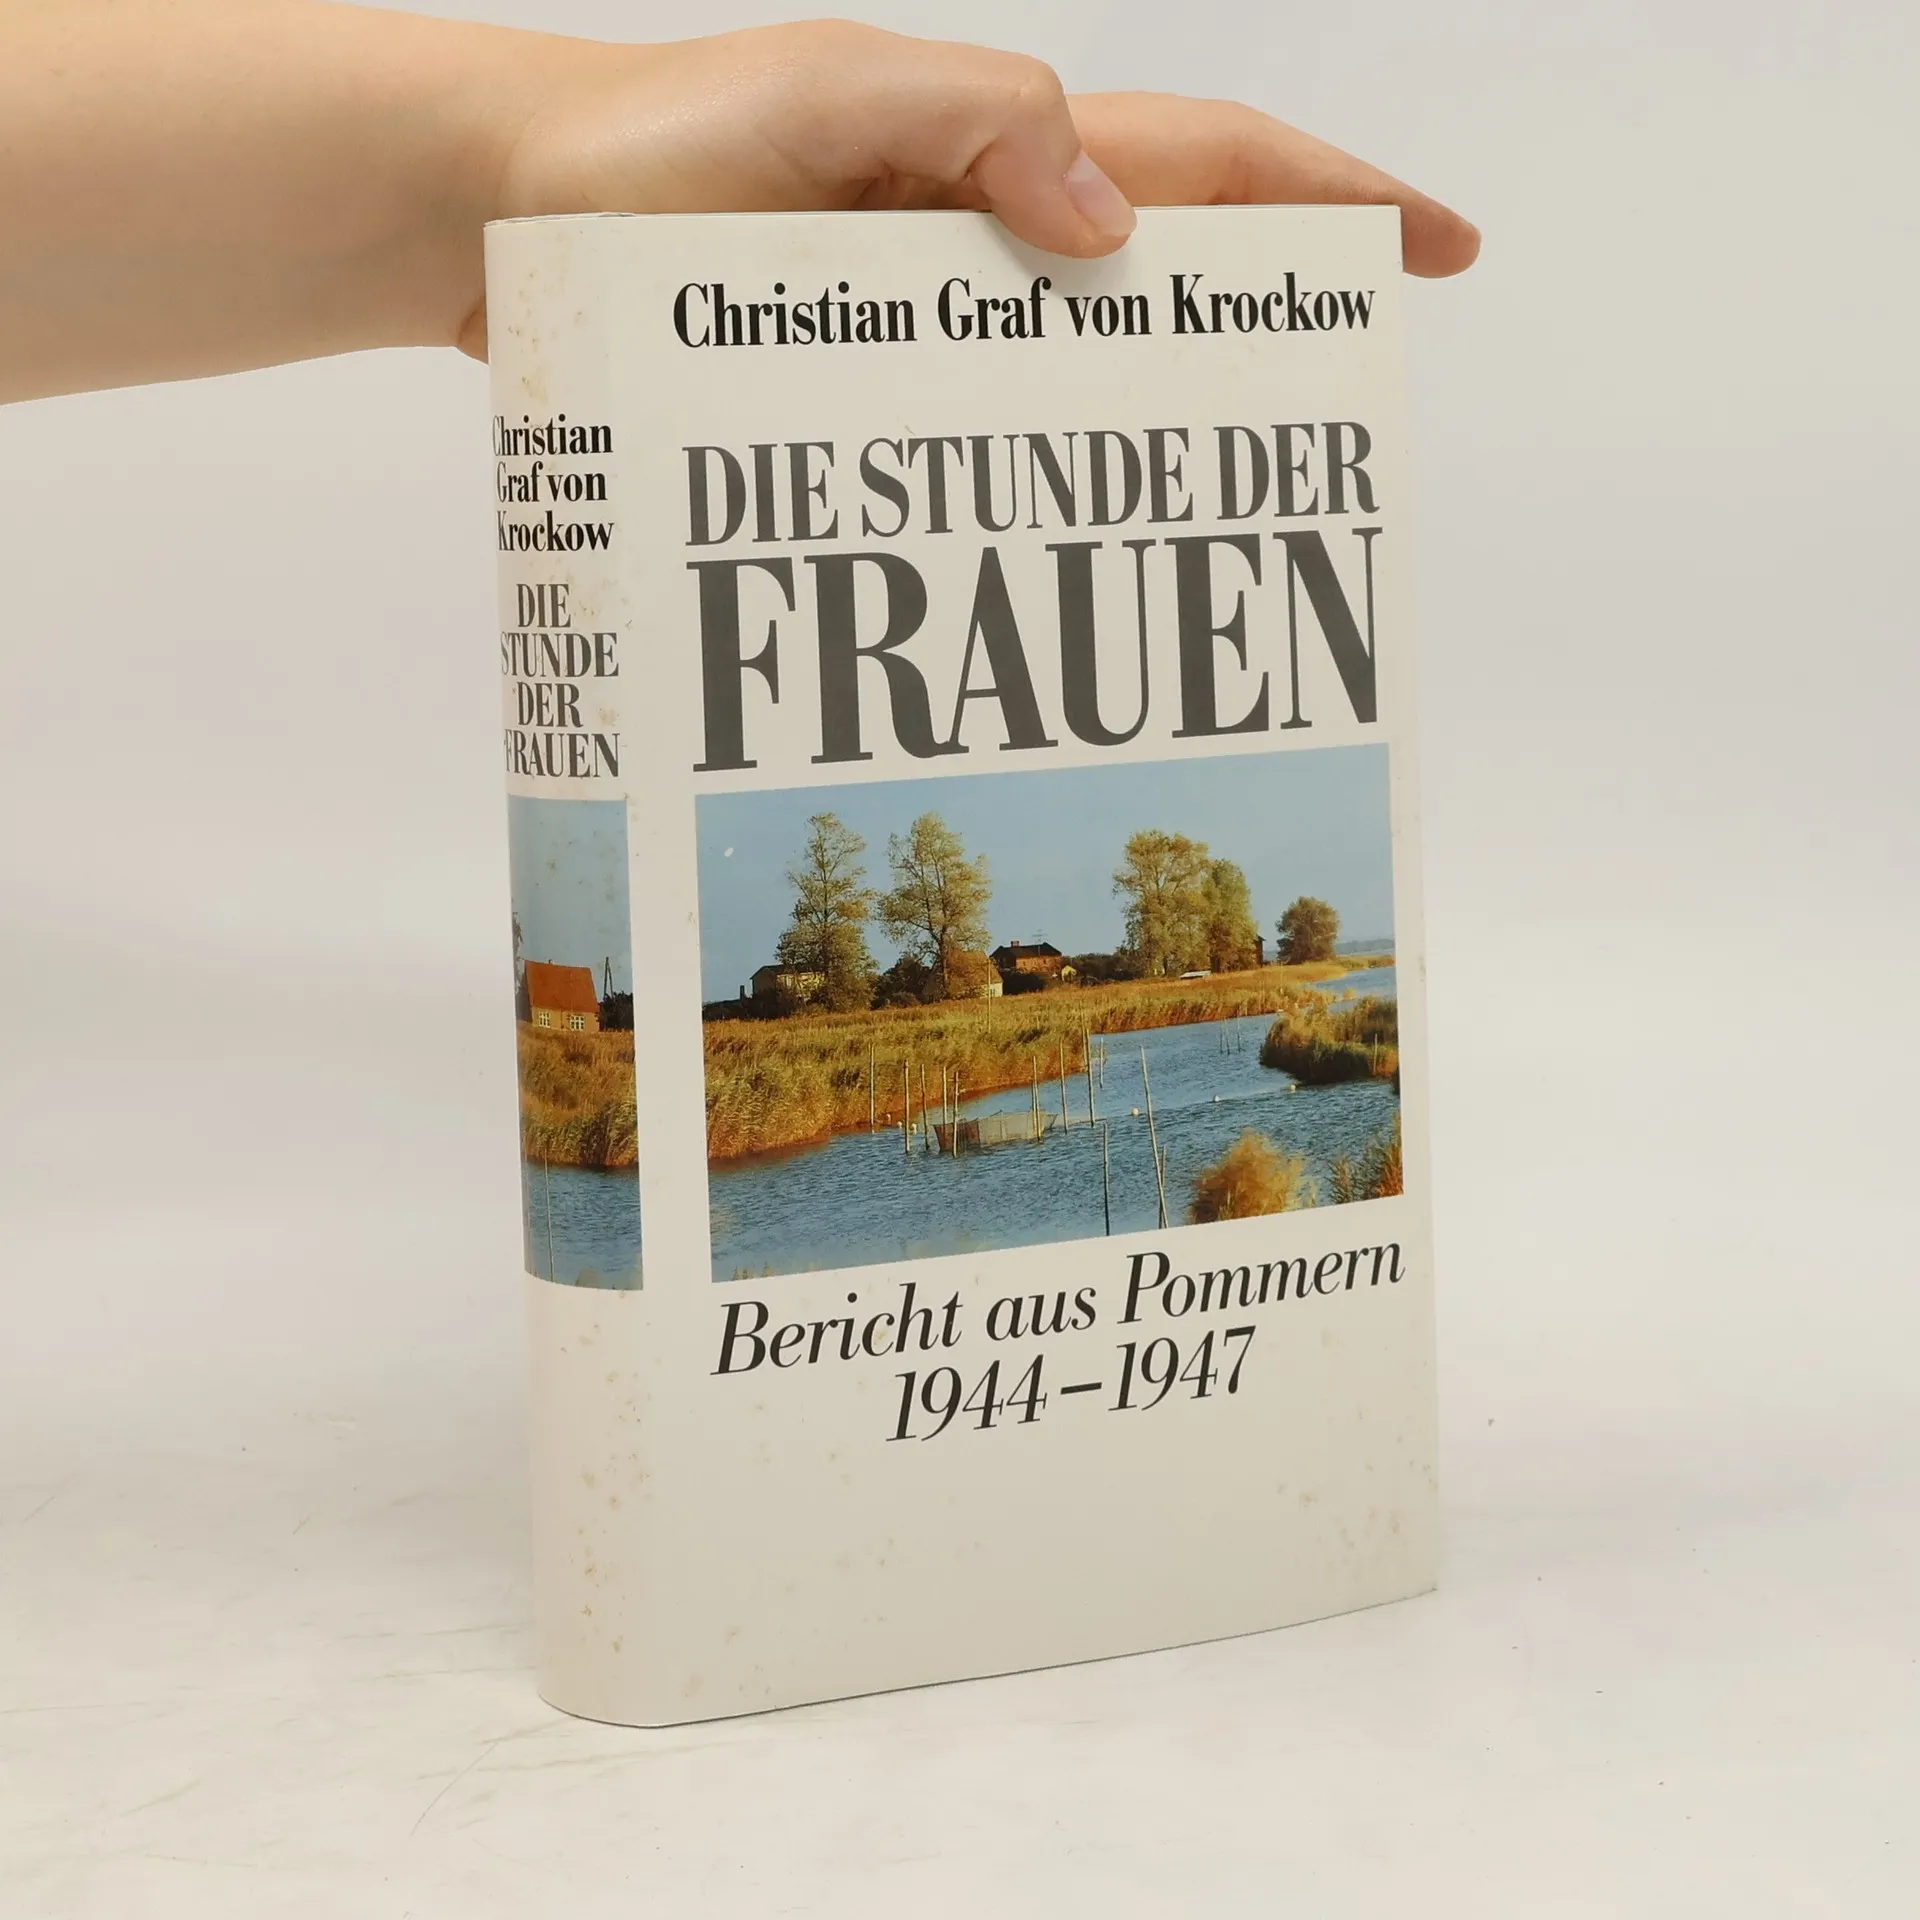 Christian Graf von Krockow
DIE STUNDE DER
FRAUEN
Bericht aus Pommern
1944–1947
Christian
Graf von
Krockow
DIE
STUNDE
DER
FRAUEN